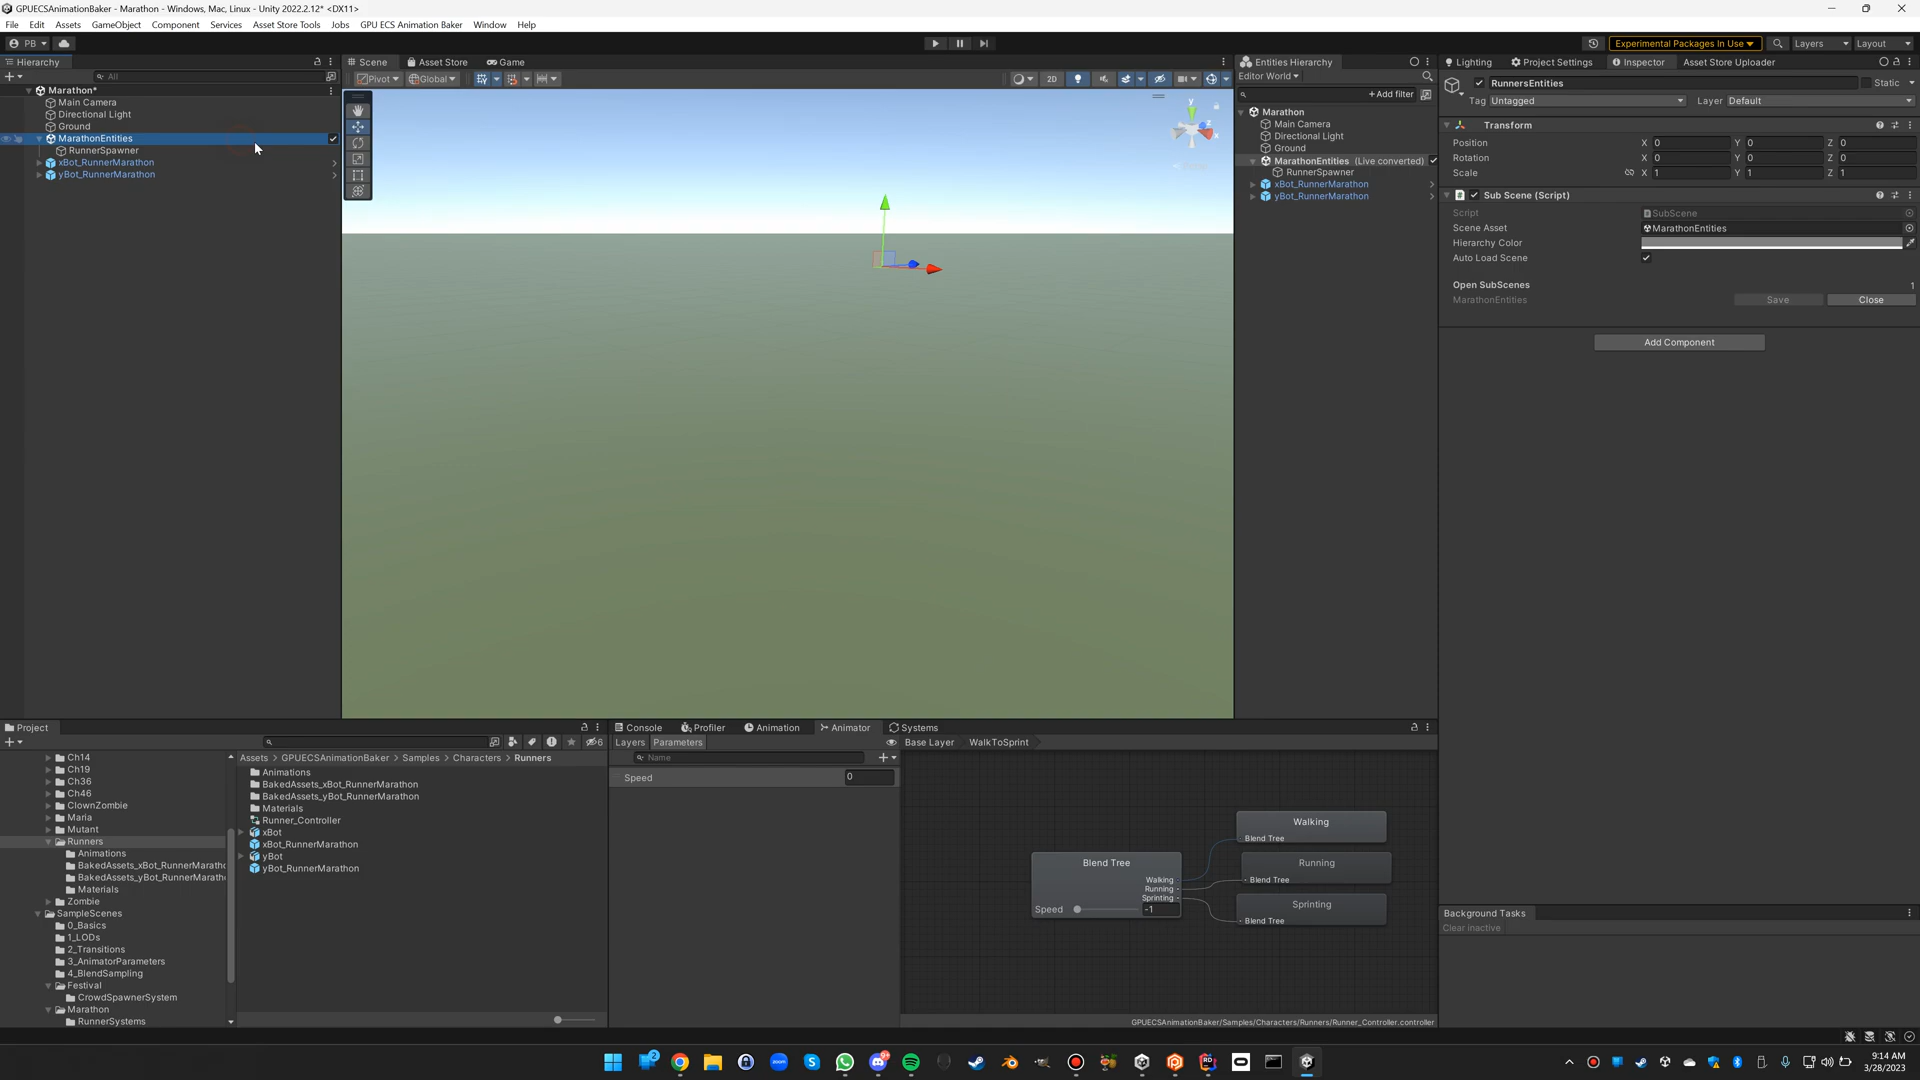 GPUECSAnimationBaker - Marathon - Windows, Mac, Linux - Unity 2022.2.12* <DX11>
File Edit Assets GameObject Component Services Asset Store Tools Jobs GPU ECS Animation Baker Window Help
PB
Experimental Packages In Use
Layers
Layout
Hierarchy
All
Marathon*
Main Camera
Directional Light
Ground
MarathonEntities
RunnerSpawner
xBot_RunnerMarathon
yBot_RunnerMarathon
Scene Asset Store Game
Pivot Global 2D
y
x
z
Entities Hierarchy
Editor World
Add filter
Marathon
Main Camera
Directional Light
Ground
MarathonEntities (Live converted)
RunnerSpawner
xBot_RunnerMarathon
yBot_RunnerMarathon
Lighting Project Settings Inspector Asset Store Uploader
RunnersEntities
Static
Tag Untagged Layer Default
Transform
Position X 0 Y 0 Z 0
Rotation X 0 Y 0 Z 0
Scale X 1 Y 1 Z 1
Sub Scene (Script)
Script SubScene
Scene Asset MarathonEntities
Hierarchy Color
Auto Load Scene
Open SubScenes 1
MarathonEntities Save Close
Add Component
Project
6
Ch14
Ch19
Ch36
Ch46
ClownZombie
Maria
Mutant
Runners
Animations
BakedAssets_xBot_RunnerMaratho
BakedAssets_yBot_RunnerMarath
Materials
Zombie
SampleScenes
0_Basics
1_LODs
2_Transitions
3_AnimatorParameters
4_BlendSampling
Festival
CrowdSpawnerSystem
Marathon
RunnerSystems
Assets > GPUECSAnimationBaker > Samples > Characters > Runners
Animations
BakedAssets_xBot_RunnerMarathon
BakedAssets_yBot_RunnerMarathon
Materials
Runner_Controller
xBot
xBot_RunnerMarathon
yBot
yBot_RunnerMarathon
Console Profiler Animation Animator Systems
Layers Parameters
Base Layer WalkToSprint
Name
Speed 0
Blend Tree
Walking
Running
Sprinting
Speed -1
Walking
Blend Tree
Running
Blend Tree
Sprinting
Blend Tree
GPUECSAnimationBaker/Samples/Characters/Runners/Runner_Controller.controller
Background Tasks
Clear inactive
9:14 AM
3/28/2023